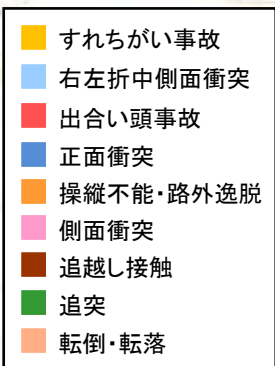 すれちがい事故
右左折中側面衝突
出合い頭事故
正面衝突
操縦不能・路外逸脱
側面衝突
追越し接触
追突
転倒・転落